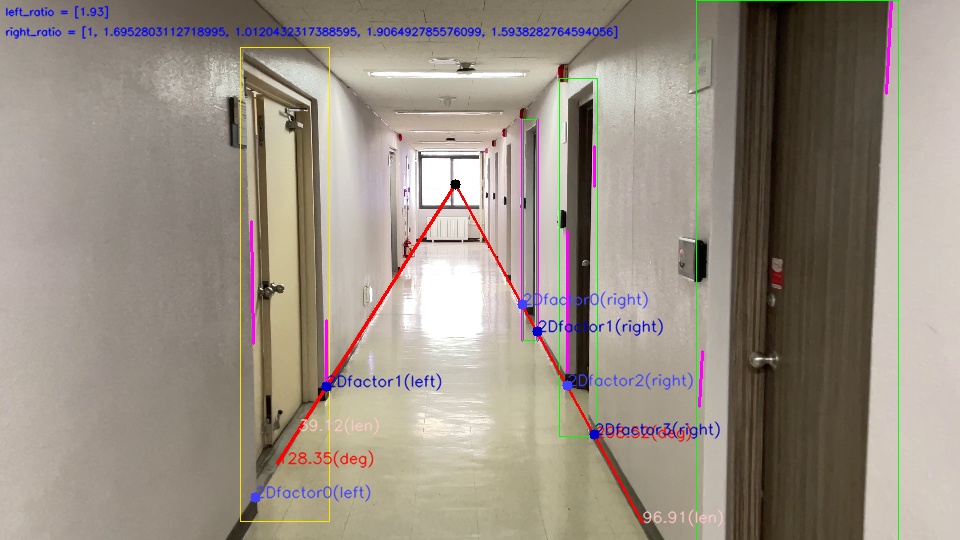 left_ratio = [1.93]
right_ratio = [1, 1.6952803112718995, 1.0120432317388595, 1.906492785576099, 1.5938282764594056]
2Dfactor0(right)
2Dfactor1(right)
2Dfactor1(left)
2Dfactor2(right)
39.12(len)
2Dfactor3(right)
128.35(deg)
2Dfactor0(left)
96.91(len)